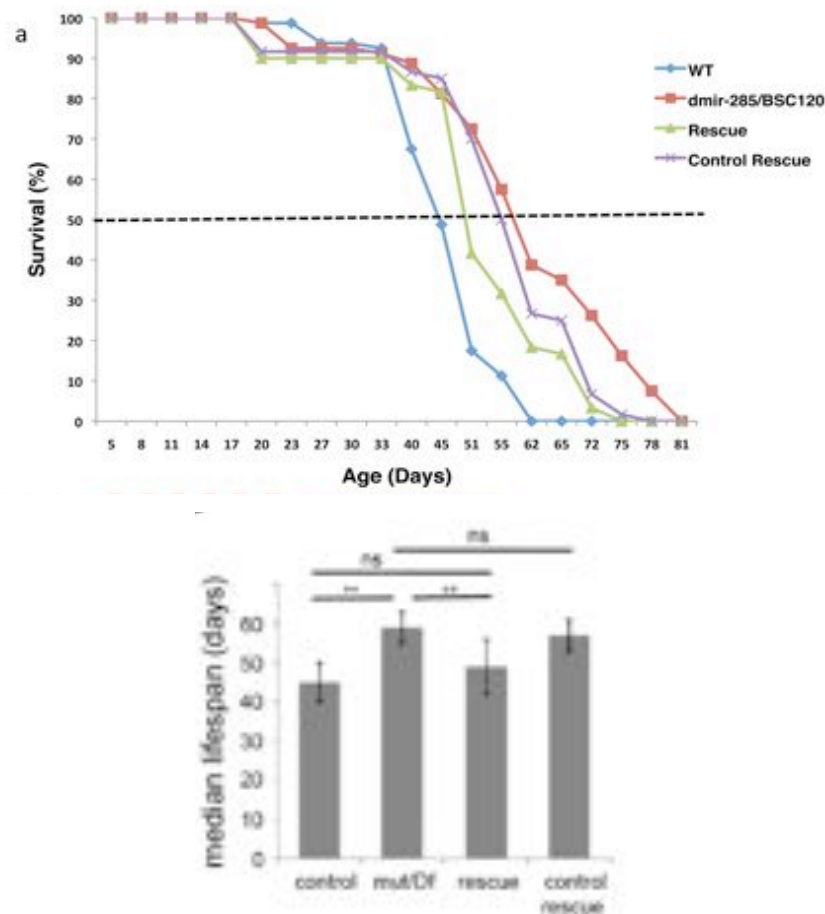 a
100
90
80
70
60
50
40
30
20
10
0
Survival (%)
5 8 11 14 17 20 23 27 30 33 40 45 51 55 62 65 72 75 78 81
Age (Days)
WT
dmir-285/BSC120
Rescue
Control Rescue
ns
ns
** **
60
50
40
30
20
10
0
median lifespan (days)
control mut/Df rescue control
rescue